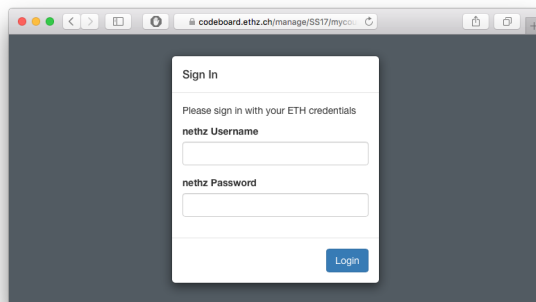 codeboard.ethz.ch/manage/SS17/myco
Sign In
Please sign in with your ETH credentials
nethz Username
nethz Password
Login